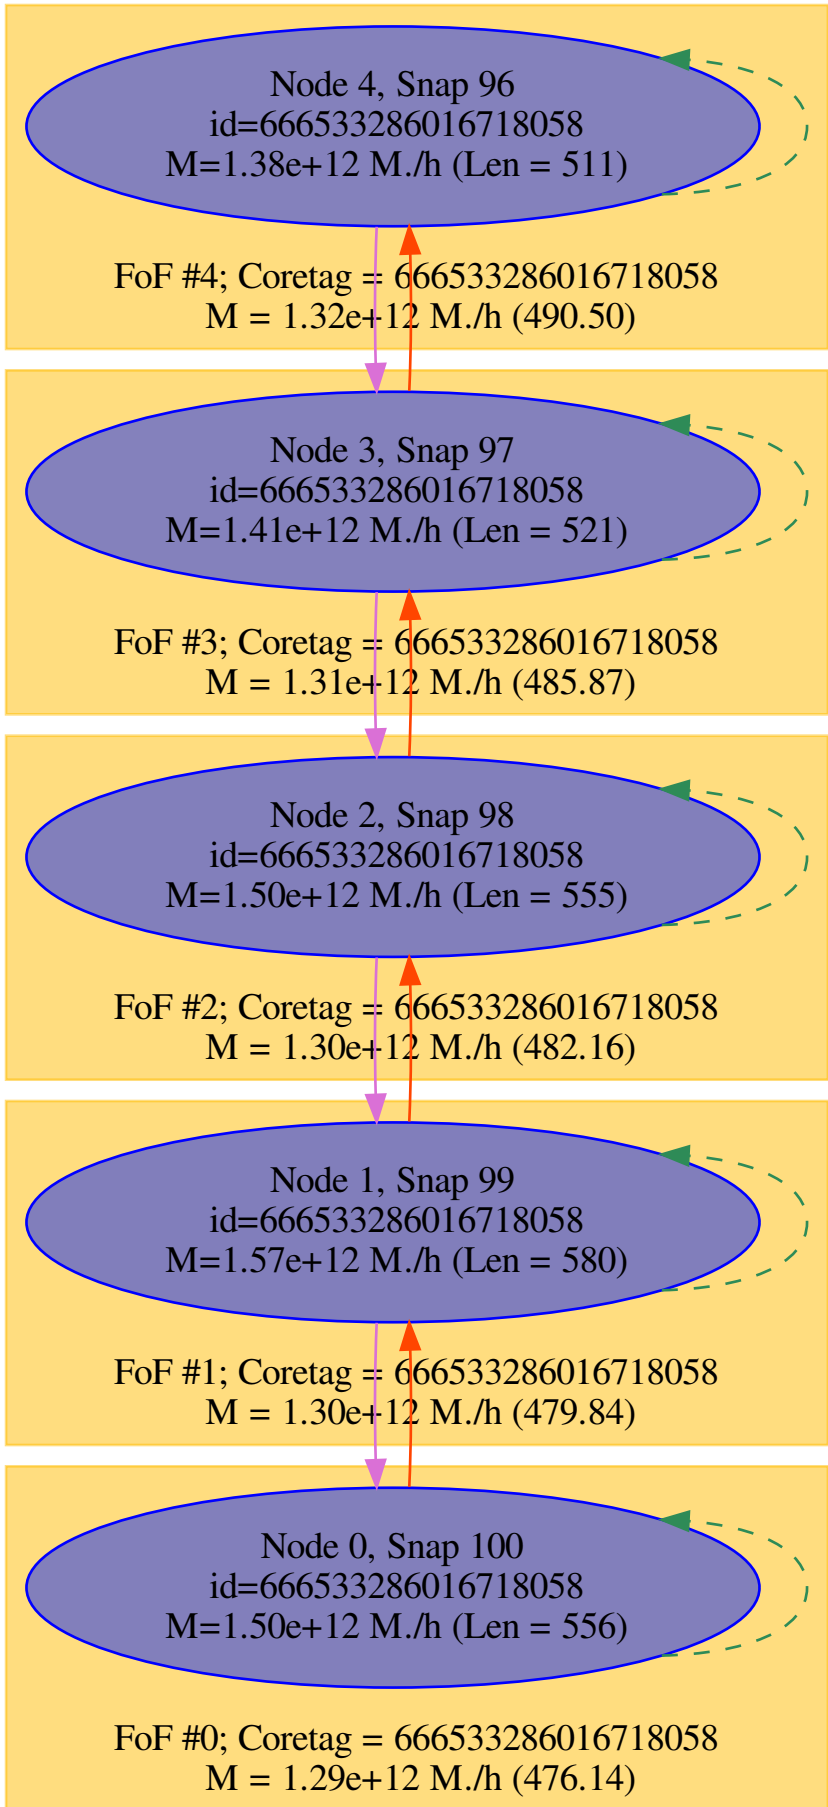 Node 4, Snap 96
id=666533286016718058
M=1.38e+12 M./h (Len = 511)
FoF #4; Coretag = 666533286016718058
M = 1.32e+12 M./h (490.50)
Node 3, Snap 97
id=666533286016718058
M=1.41e+12 M./h (Len = 521)
FoF #3; Coretag = 666533286016718058
M = 1.31e+12 M./h (485.87)
Node 2, Snap 98
id=666533286016718058
M=1.50e+12 M./h (Len = 555)
FoF #2; Coretag = 666533286016718058
M = 1.30e+12 M./h (482.16)
Node 1, Snap 99
id=666533286016718058
M=1.57e+12 M./h (Len = 580)
FoF #1; Coretag = 666533286016718058
M = 1.30e+12 M./h (479.84)
Node 0, Snap 100
id=666533286016718058
M=1.50e+12 M./h (Len = 556)
FoF #0; Coretag = 666533286016718058
M = 1.29e+12 M./h (476.14)